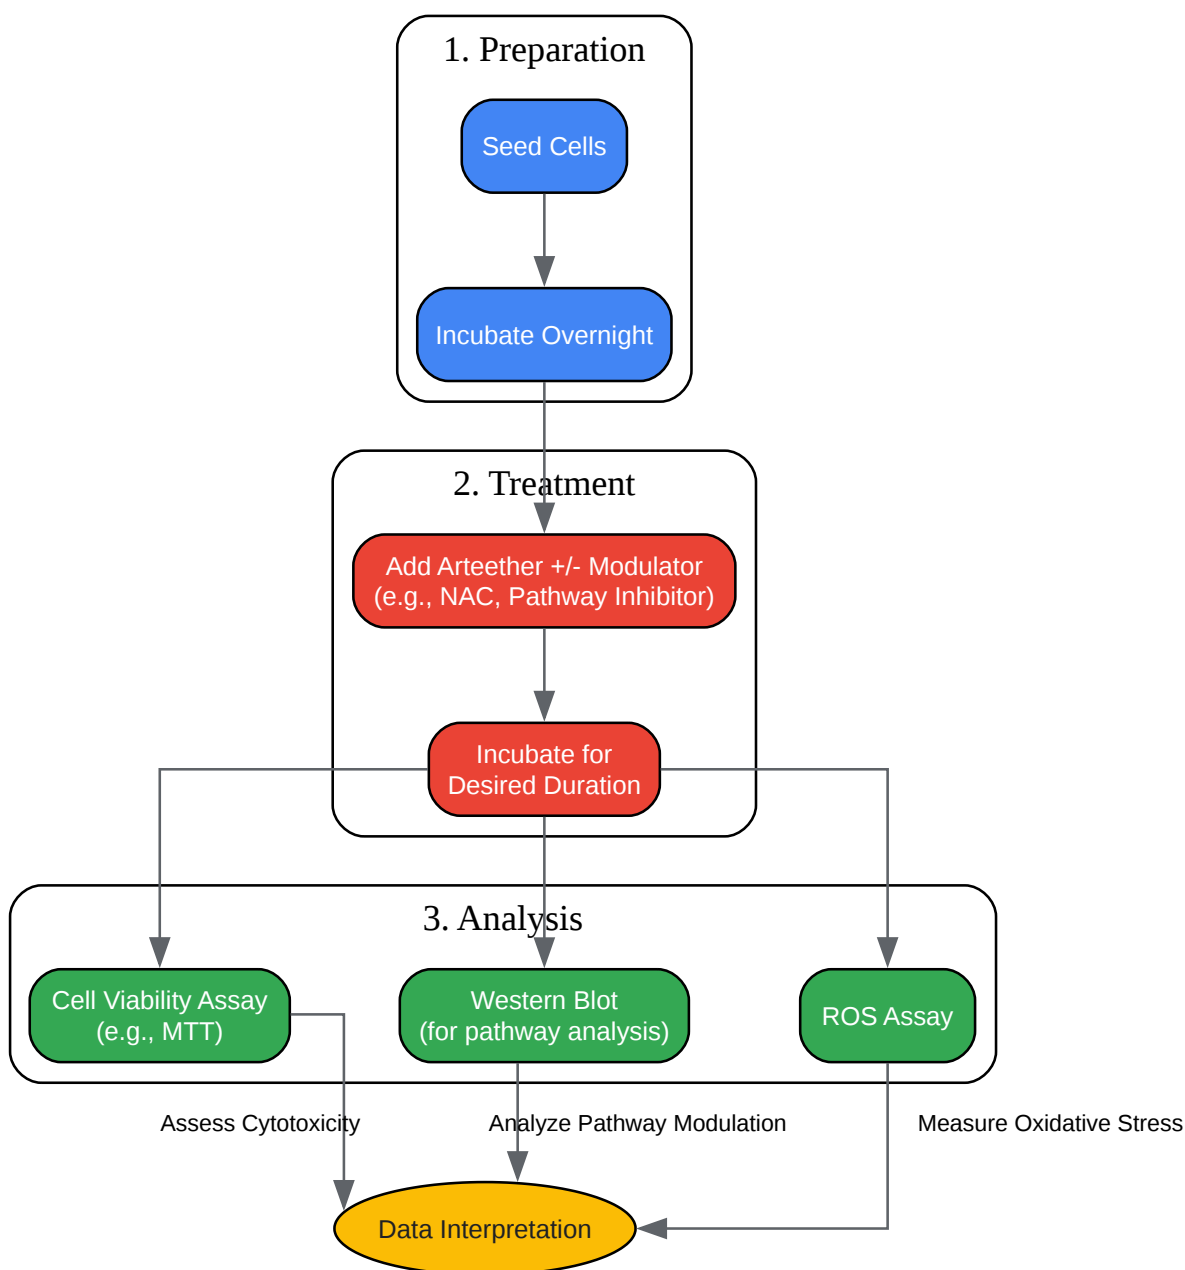 1. Preparation
Seed Cells
Incubate Overnight
2. Treatment
Add Arteether +/- Modulator
(e.g., NAC, Pathway Inhibitor)
Incubate for
Desired Duration
3. Analysis
Cell Viability Assay
(e.g., MTT)
Western Blot
(for pathway analysis)
ROS Assay
Assess Cytotoxicity
Analyze Pathway Modulation
Measure Oxidative Stress
Data Interpretation